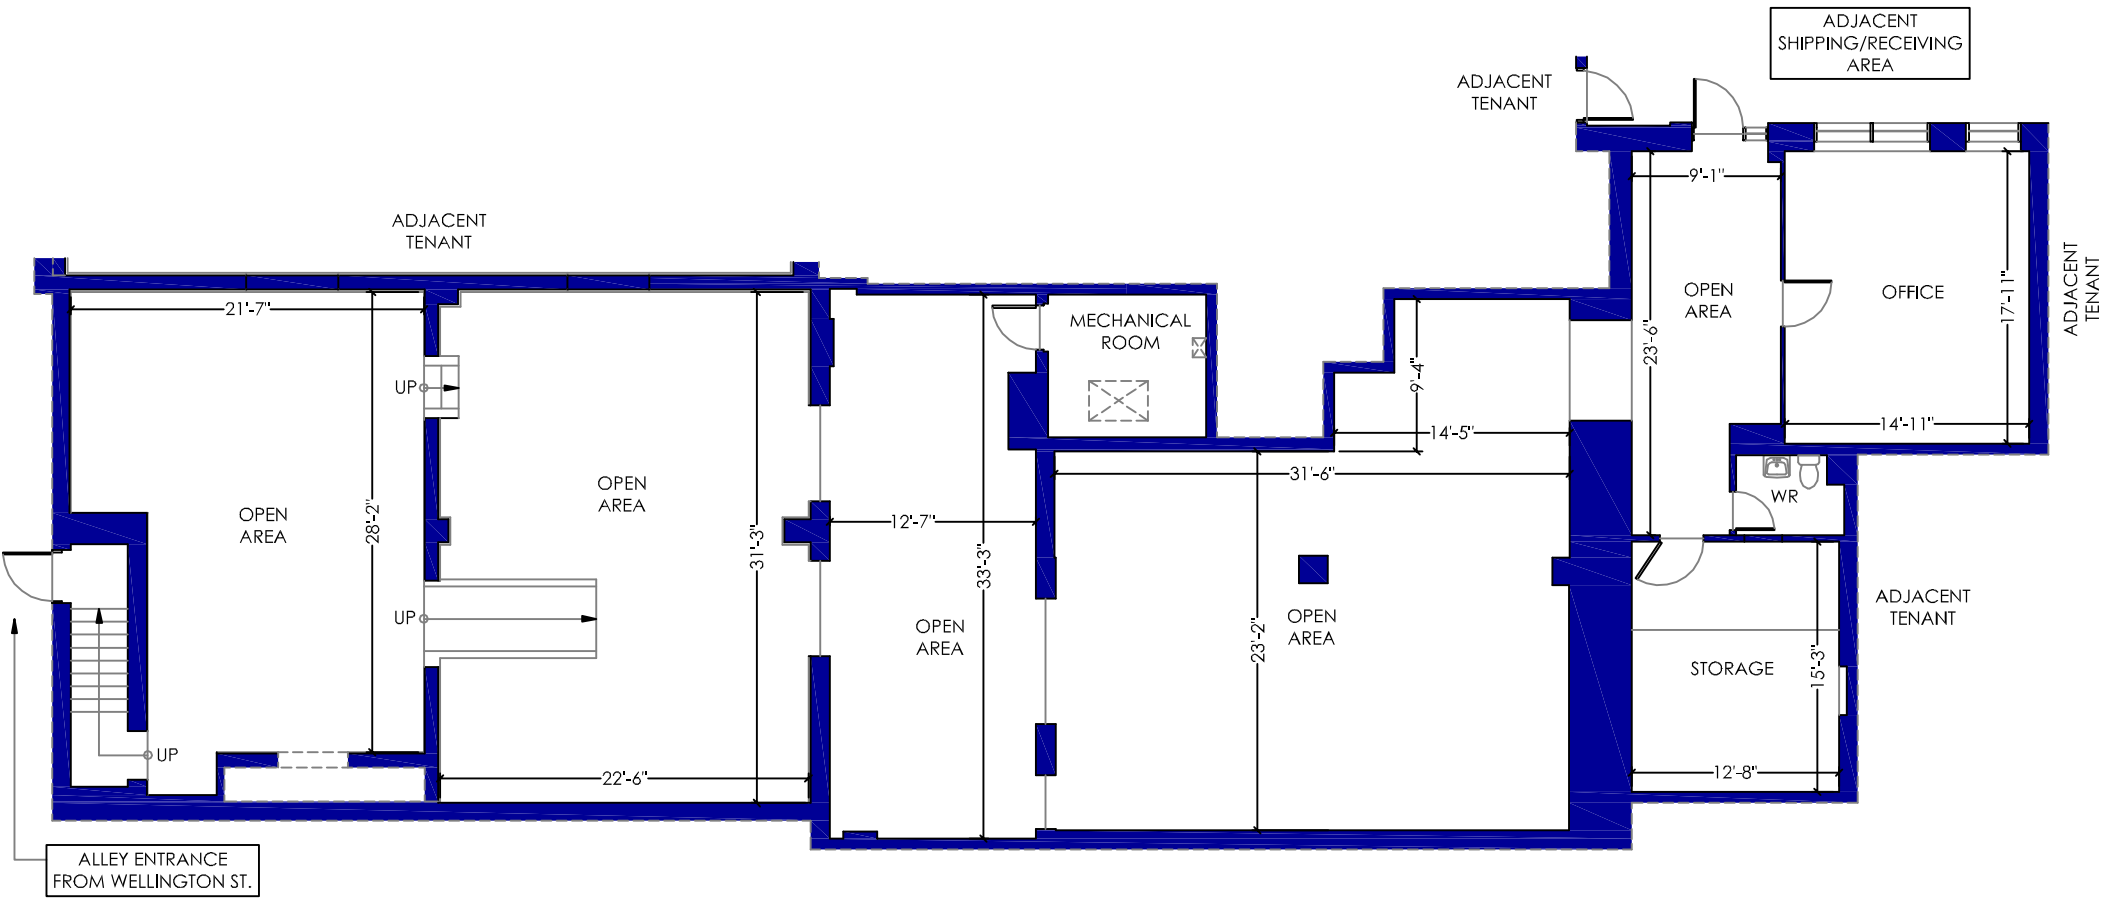 ADJACENT
SHIPPING/RECEIVING
AREA
ADJACENT
TENANT
9'-1"
ADJACENT
TENANT
21'-7"
OPEN
AREA
OFFICE
17'-11"
ADJACENT
TENANT
23'-6"
MECHANICAL
ROOM
9'-4"
UP
14'-5"
14'-11"
31'-6"
OPEN
AREA
WR
OPEN
AREA
28'-2"
31'-3"
12'-7"
33'-3"
ADJACENT
TENANT
UP
OPEN
AREA
OPEN
AREA
23'-2"
STORAGE
15'-3"
UP
22'-6"
12'-8"
ALLEY ENTRANCE
FROM WELLINGTON ST.